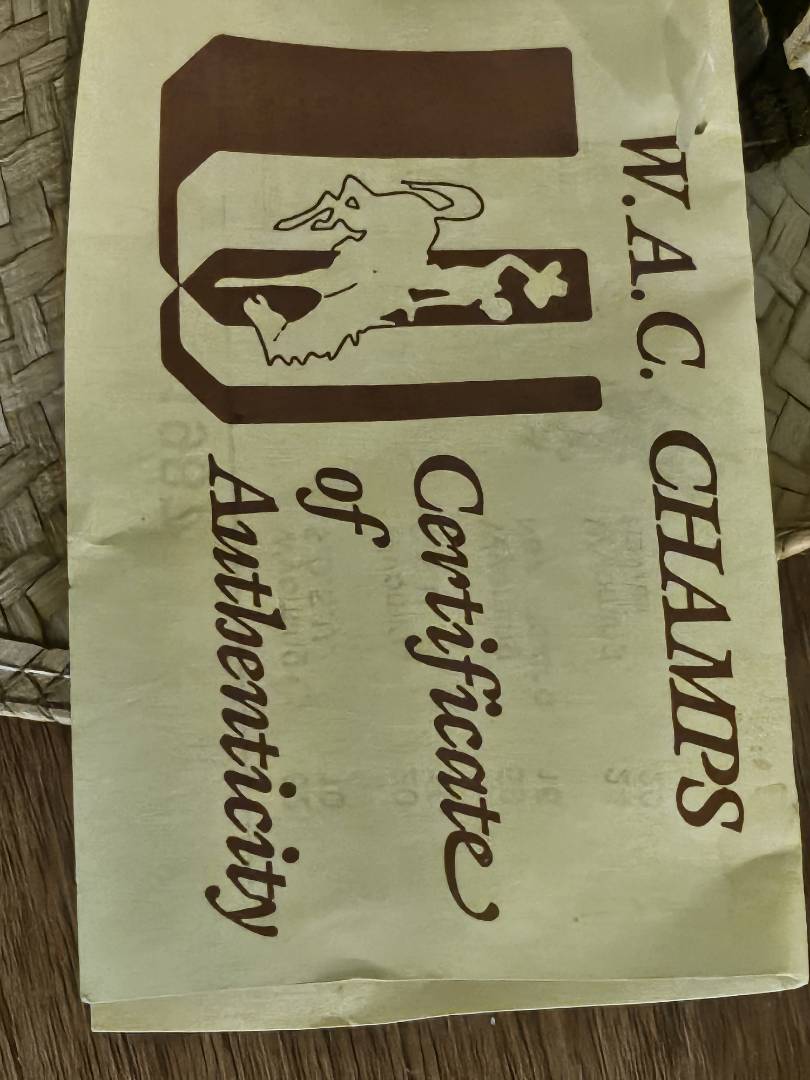 W.A.C. CHAMPS
Certificate
of
Authenticity